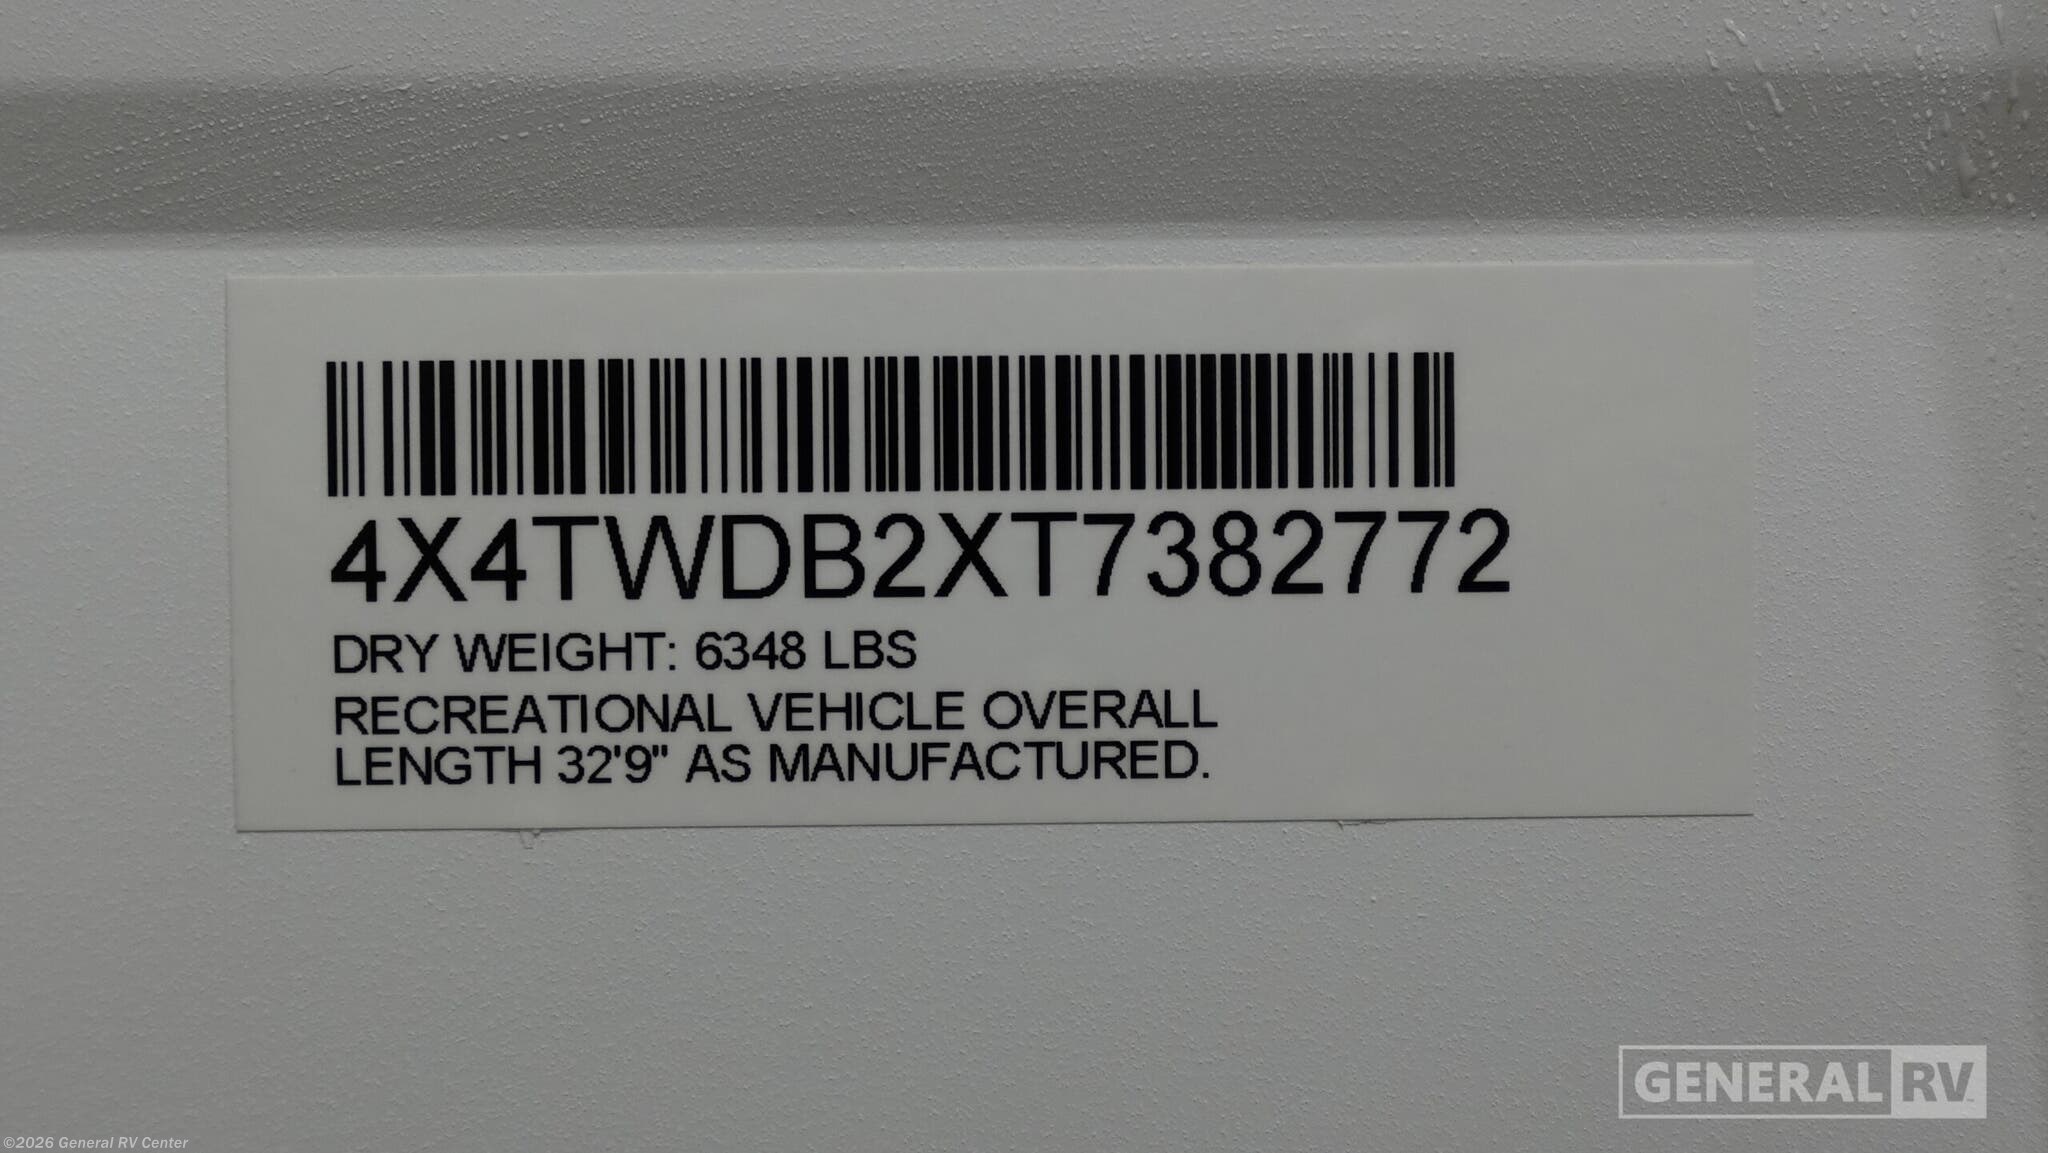 4X4TWDB2XT7382772
DRY WEIGHT: 6348 LBS
RECREATIONAL VEHICLE OVERALL
LENGTH 32'9" AS MANUFACTURED.
GENERAL RV
©2026 General RV Center